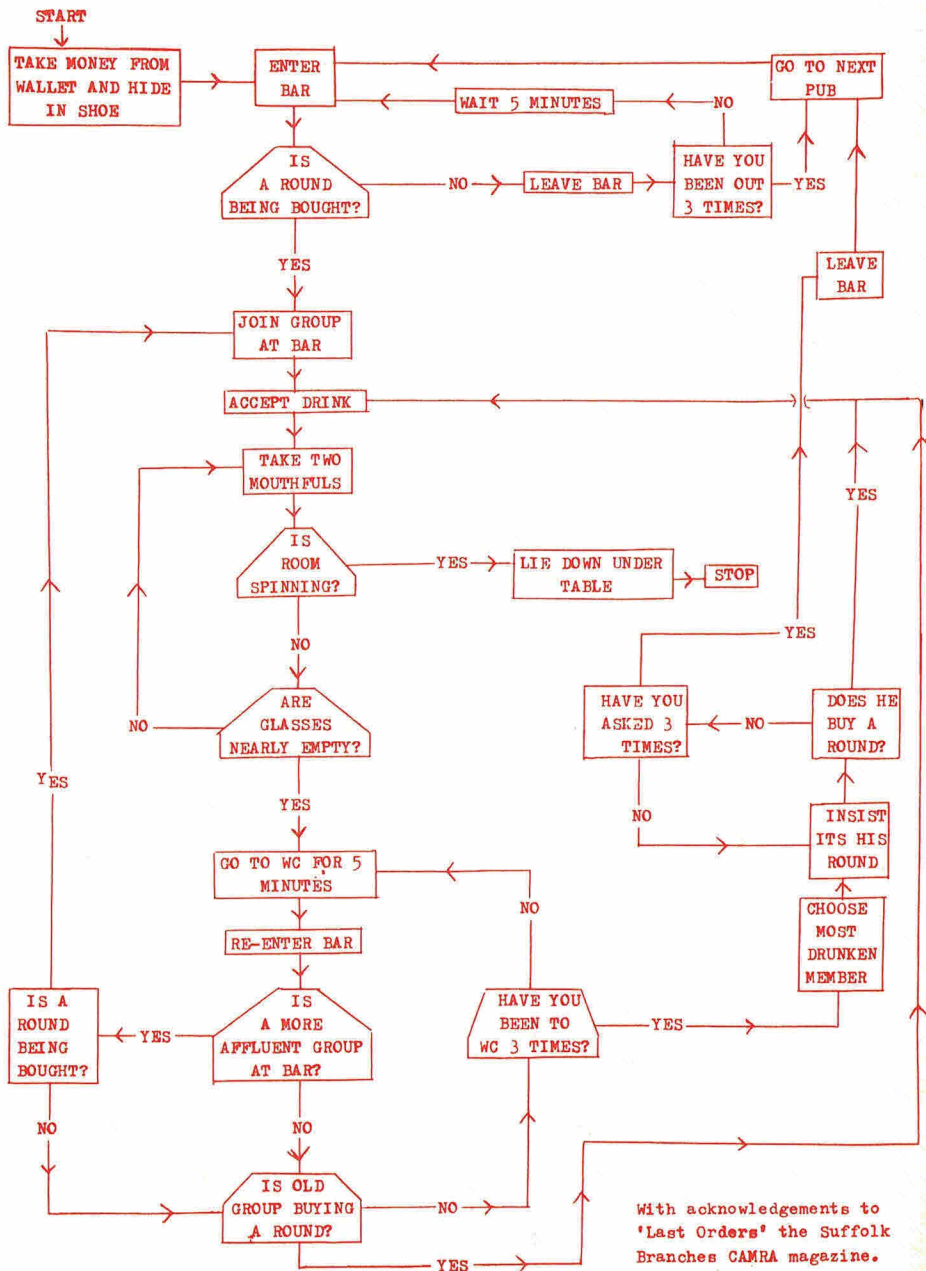 START
TAKE MONEY FROM
WALLET AND HIDE
IN SHOE
ENTER
BAR
GO TO NEXT
PUB
WAIT 5 MINUTES
NO
IS
A ROUND
BEING BOUGHT?
NO
LEAVE BAR
HAVE YOU
BEEN OUT
3 TIMES?
YES
YES
LEAVE
BAR
JOIN GROUP
AT BAR
ACCEPT DRINK
TAKE TWO
MOUTHFULS
YES
IS
ROOM
SPINNING?
YES
LIE DOWN UNDER
TABLE
STOP
YES
NO
ARE
GLASSES
NEARLY EMPTY?
NO
HAVE YOU
ASKED 3
TIMES?
NO
DOES HE
BUY A
ROUND?
YES
YES
NO
INSIST
ITS HIS
ROUND
GO TO WC FOR 5
MINUTES
NO
CHOOSE
MOST
DRUNKEN
MEMBER
RE-ENTER BAR
IS A
ROUND
BEING
BOUGHT?
YES
IS
A MORE
AFFLUENT GROUP
AT BAR?
HAVE YOU
BEEN TO
WC 3 TIMES?
YES
NO
NO
IS OLD
GROUP BUYING
A ROUND?
NO
YES
With acknowledgements to
'Last Orders' the Suffolk
Branches CAMRA magazine.